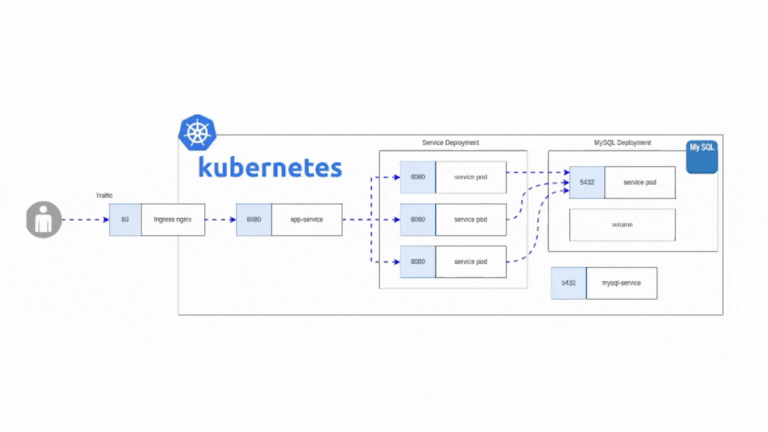 Service Deployment
MySQL Deployment
My SQL
kubernetes
8080
service pod
5432
service pod
Traffic
80
Ingress nginx
8080
app-service
8080
service pod
volume
8080
service pod
5432
mysql-service